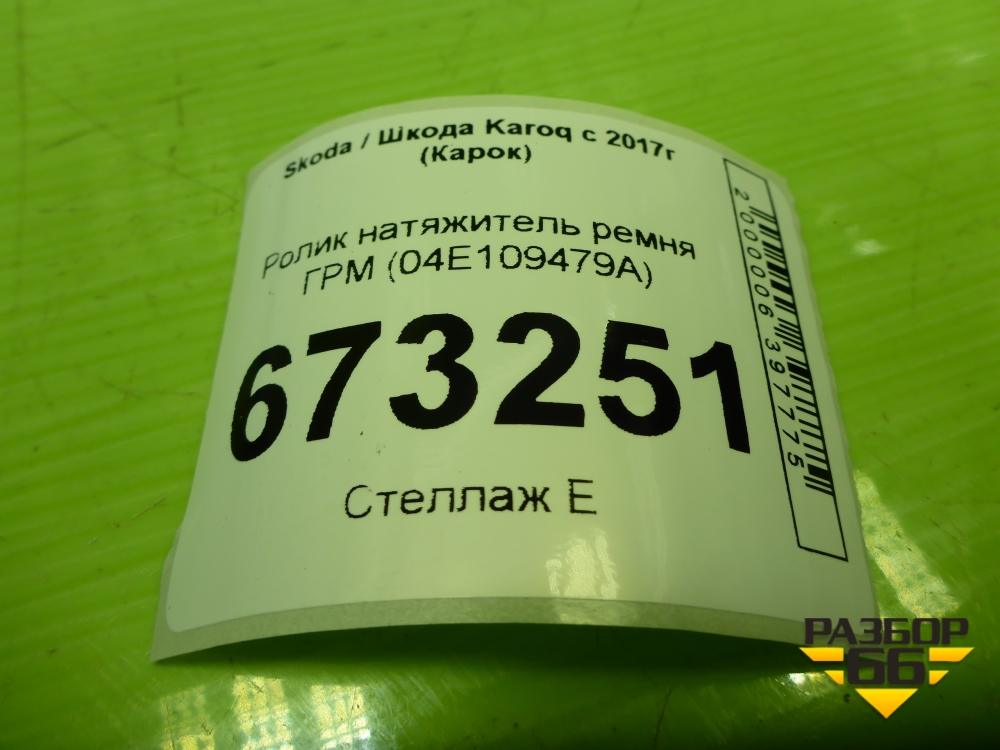 Skoda / Шкода Karoq с 2017г
(Карок)
Ролик натяжитель ремня
ГРМ (04E109479A)
673251
Стеллаж Е
2000006397775
РАЗБОР
66